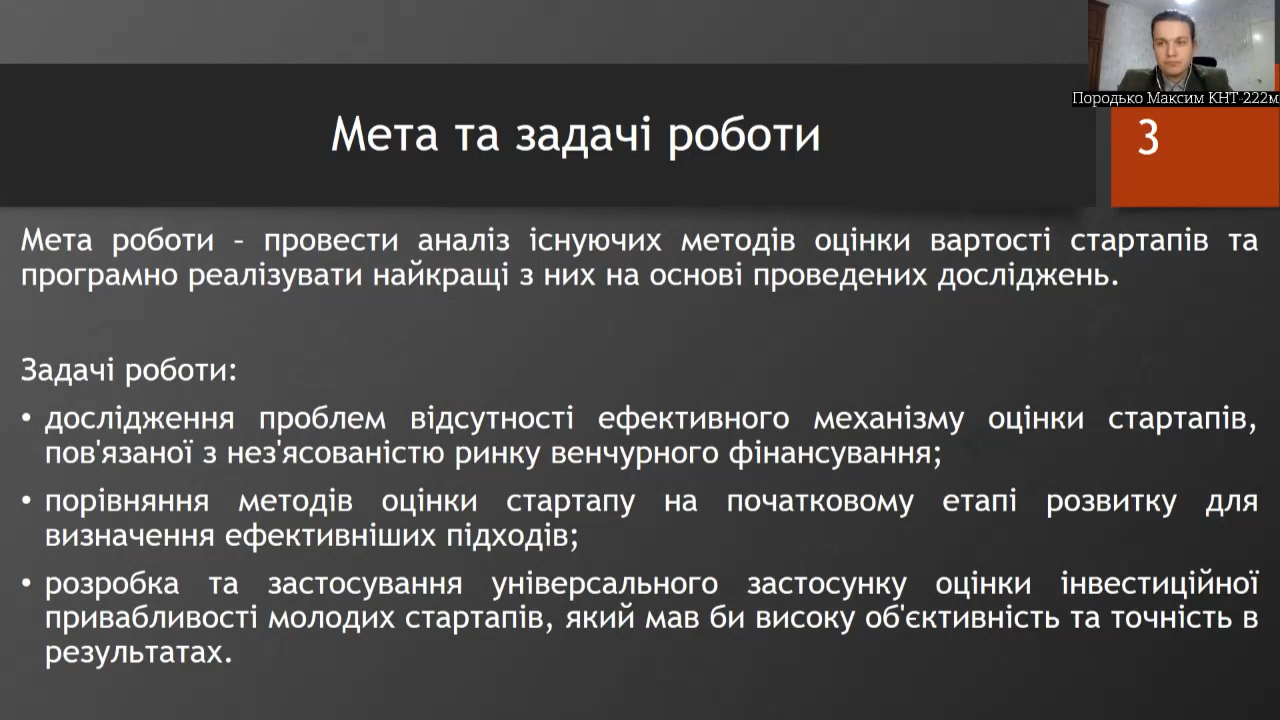 Породько Максим КНТ-222м
Мета та задачі роботи
3
Мета роботи – провести аналіз існуючих методів оцінки вартості стартапів та
програмно реалізувати найкращі з них на основі проведених досліджень.
Задачі роботи:
• дослідження проблем відсутності ефективного механізму оцінки стартапів,
пов'язаної з нез'ясованістю ринку венчурного фінансування;
• порівняння методів оцінки стартапу на початковому етапі розвитку для
визначення ефективніших підходів;
• розробка та застосування універсального застосунку оцінки інвестиційної
привабливості молодих стартапів, який мав би високу об'єктивність та точність в
результатах.